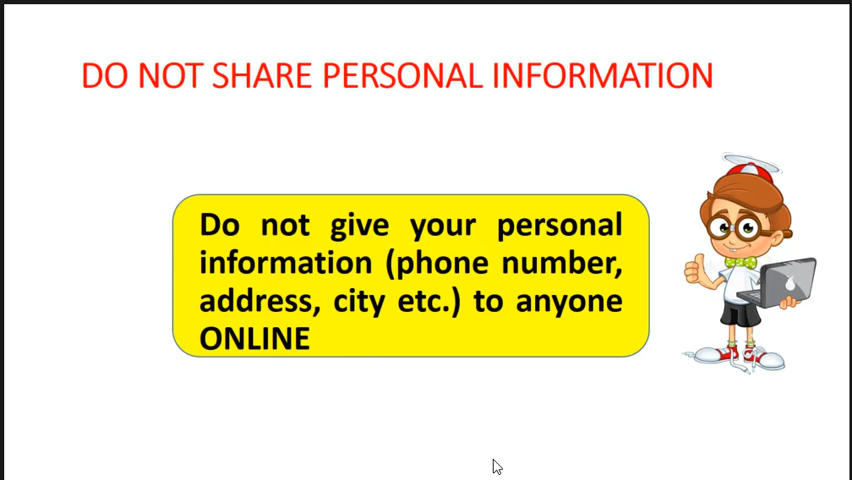 DO NOT SHARE PERSONAL INFORMATION
Do not give your personal
information (phone number,
address, city etc.) to anyone
ONLINE